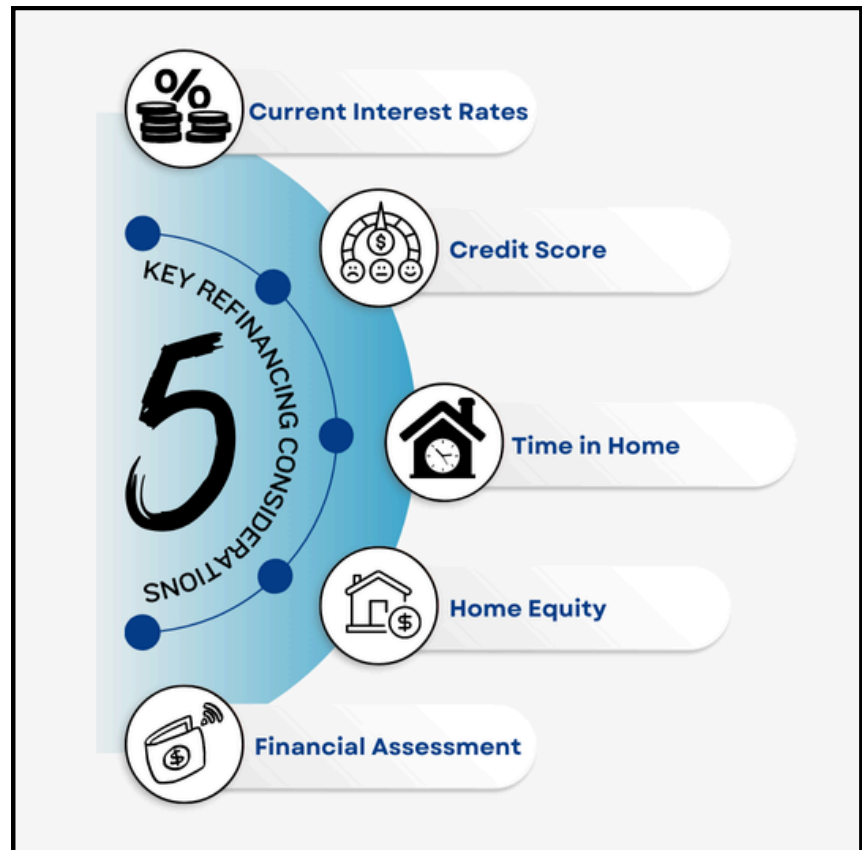 %
Current Interest Rates
$
Credit Score
5
KEY REFINANCING CONSIDERATIONS
Time in Home
$
Home Equity
$
Financial Assessment